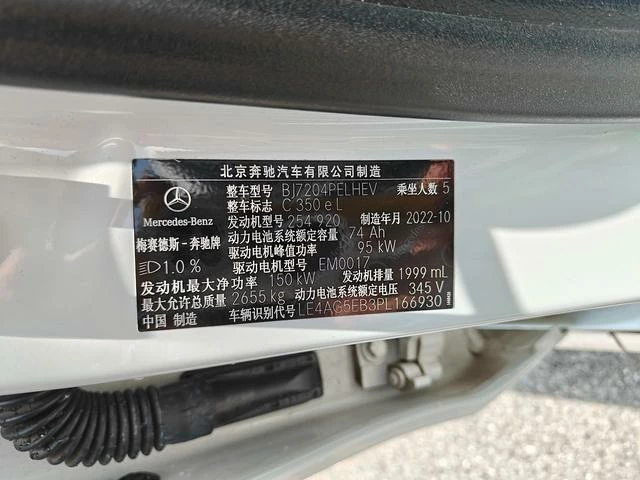 北京奔驰汽车有限公司制造
整车型号 BJ7204PELHEV 乘坐人数 5
整车标志 C 350 e L
发动机型号 254 920 制造年月 2022-10
Mercedes-Benz
动力电池系统额定容量 74 Ah
梅赛德斯-奔驰牌
驱动电机峰值功率 95 kW
1.0 %
驱动电机型号 EM0017
发动机最大净功率 150 kW 发动机排量 1999 mL
最大允许总质量 2655 kg 动力电池系统额定电压 345 V
中国 制造 车辆识别代号 LE4AG5EB3PL166930